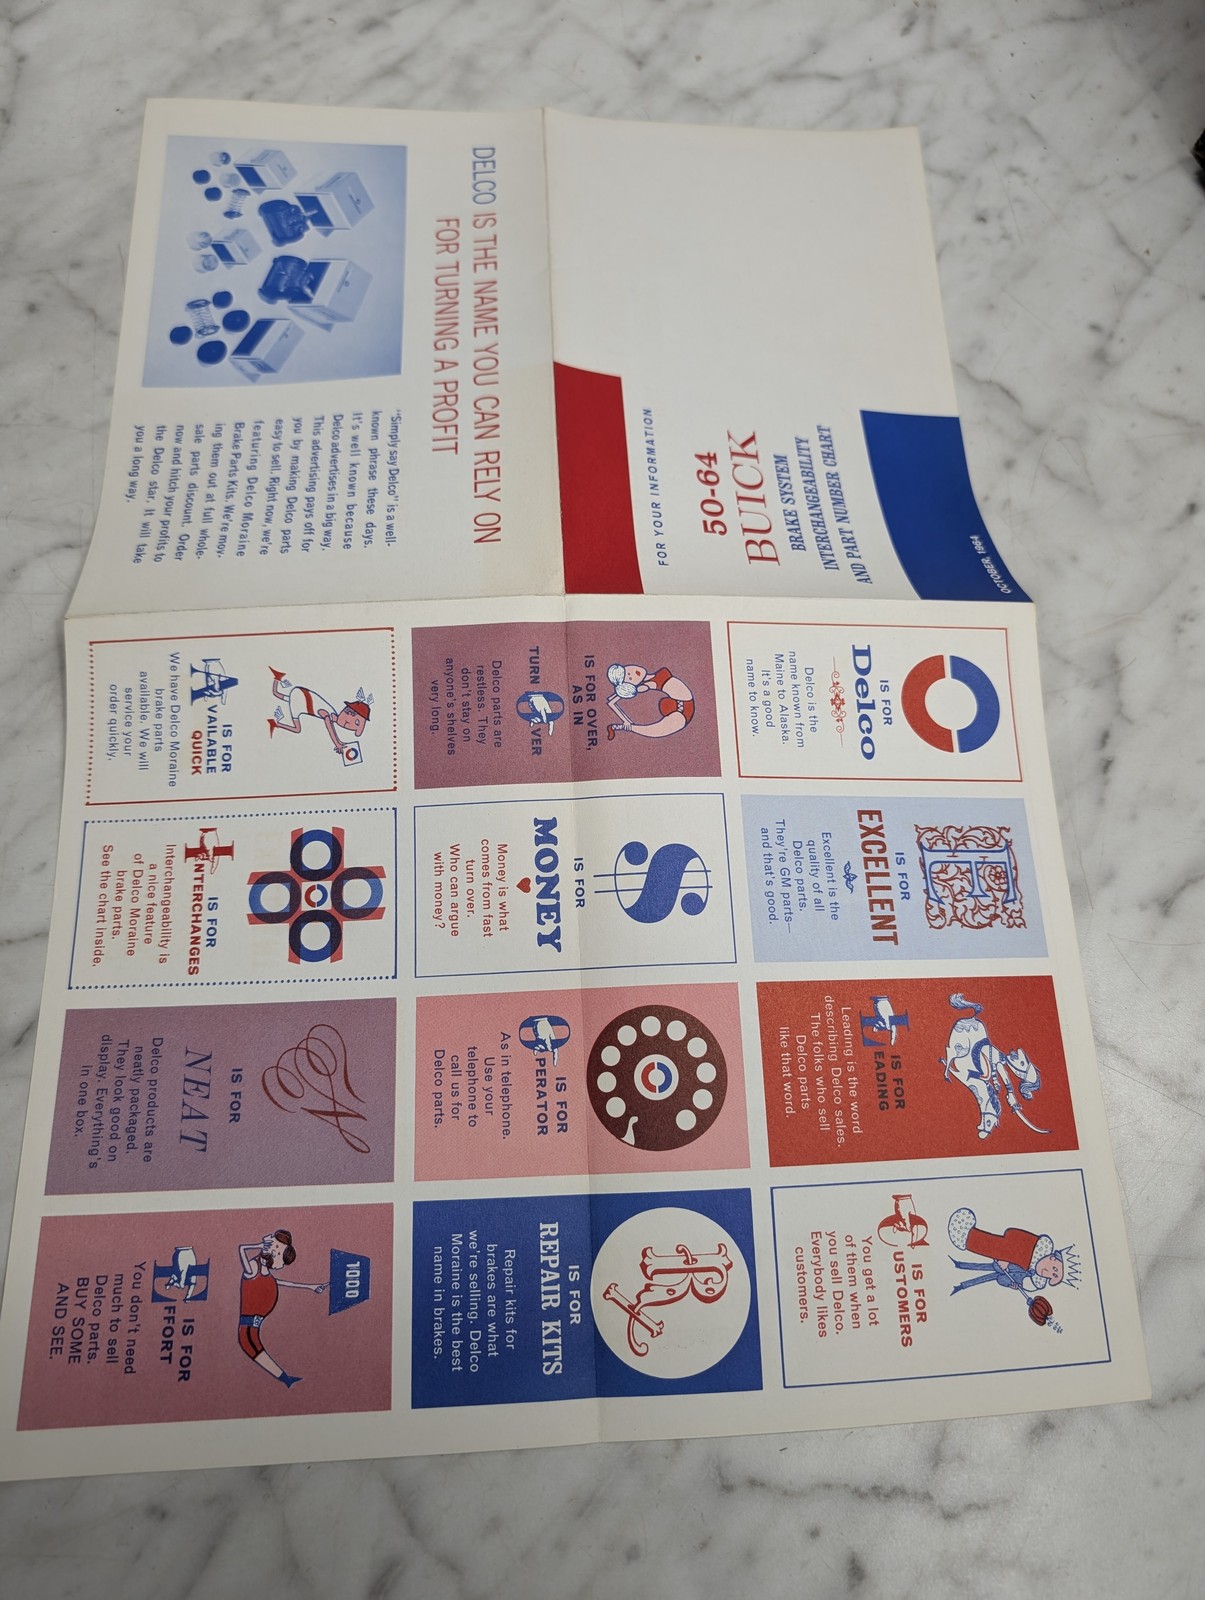 DELCO IS THE NAME YOU CAN RELY ON
FOR TURNING A PROFIT
"Simply say Delco" is a well-
known phrase these days.
It's well known because
Delco advertises in a big way.
This advertising pays off for
you by making Delco parts
easy to sell. Right now, we're
featuring Delco Moraine
Brake Parts Kits. We're mov-
ing them out at full whole-
sale parts discount. Order
now and hitch your profits to
the Delco star. It will take
you a long way.
OCTOBER, 1964
FOR YOUR INFORMATION
50-64
BUICK
BRAKE SYSTEM
INTERCHANGEABILITY
AND PART NUMBER CHART
IS FOR
Delco
Delco is the
name known from
Maine to Alaska.
It's a good
name to know.
E
IS FOR
EXCELLENT
Excellent is the
quality of all
Delco parts.
They're GM parts—
and that's good.
IS FOR
LEADING
Leading is the word
describing Delco sales.
The folks who sell
Delco parts
like that word.
IS FOR
CUSTOMERS
You get a lot
of them when
you sell Delco.
Everybody likes
customers.
IS FOR OVER,
AS IN
TURN OVER
Delco parts are
restless. They
don't stay on
anyone's shelves
very long.
$
IS FOR
MONEY
Money is what
comes from fast
turn over.
Who can argue
with money?
IS FOR
OPERATOR
As in telephone.
Use your
telephone to
call us for
Delco parts.
R
IS FOR
REPAIR KITS
Repair kits for
brakes are what
we're selling. Delco
Moraine is the best
name in brakes.
IS FOR
AVAILABLE
QUICK
We have Delco Moraine
brake parts
available. We will
service your
order quickly.
IS FOR
INTERCHANGES
Interchangeability is
a nice feature
of Delco Moraine
brake parts.
See the chart inside.
N
IS FOR
NEAT
Delco products are
neatly packaged.
They look good on
display. Everything's
in one box.
1000
IS FOR
EFFORT
You don't need
much to sell
Delco parts.
BUY SOME
AND SEE.